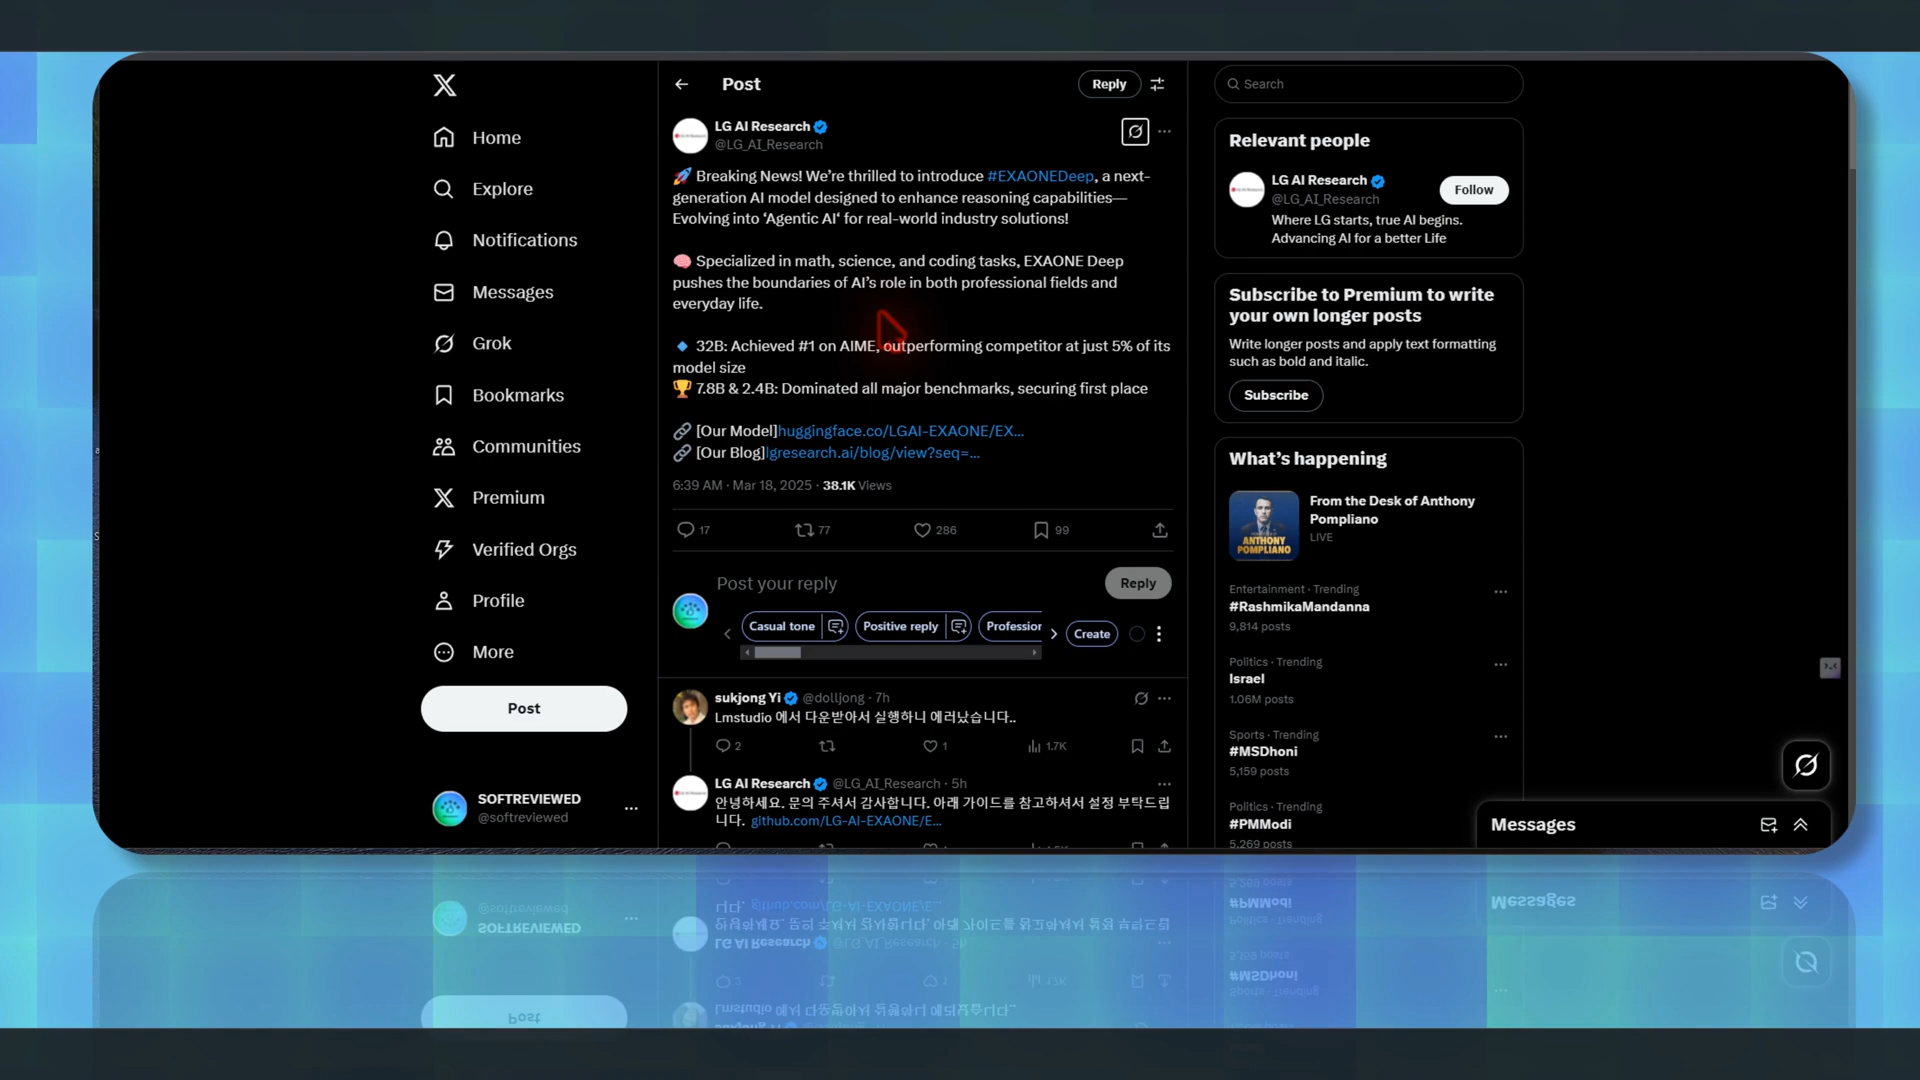 Home
Explore
Notifications
Messages
Grok
Bookmarks
Communities
Premium
Verified Orgs
Profile
More
Post
SOFTREVIEWED
@softreviewed
Post
Reply
LG AI Research
@LG_AI_Research
🚀 Breaking News! We’re thrilled to introduce #EXAONEDeep, a next-
generation AI model designed to enhance reasoning capabilities—
Evolving into ‘Agentic AI‘ for real-world industry solutions!
🧠 Specialized in math, science, and coding tasks, EXAONE Deep
pushes the boundaries of AI’s role in both professional fields and
everyday life.
🔹 32B: Achieved #1 on AIME, outperforming competitor at just 5% of its
model size
🏆 7.8B & 2.4B: Dominated all major benchmarks, securing first place
🔗 [Our Model]huggingface.co/LGAI-EXAONE/EX...
🔗 [Our Blog]lgresearch.ai/blog/view?seq=...
6:39 AM · Mar 18, 2025 · 38.1K Views
17 77 286 99
Post your reply
Reply
Casual tone Positive reply Profession Create
sukjong Yi @dolljong · 7h
Lmstudio 에서 다운받아서 실행하니 에러났습니다..
2 1 1.7K
LG AI Research @LG_AI_Research · 5h
안녕하세요. 문의 주셔서 감사합니다. 아래 가이드를 참고하셔서 설정 부탁드립
니다. github.com/LG-AI-EXAONE/E...
Search
Relevant people
LG AI Research
@LG_AI_Research
Follow
Where LG starts, true AI begins.
Advancing AI for a better Life
Subscribe to Premium to write
your own longer posts
Write longer posts and apply text formatting
such as bold and italic.
Subscribe
What’s happening
ANTHONY
POMPLIANO
From the Desk of Anthony
Pompliano
LIVE
Entertainment · Trending
#RashmikaMandanna
9,814 posts
Politics · Trending
Israel
1.06M posts
Sports · Trending
#MSDhoni
5,159 posts
Politics · Trending
#PMModi
5,269 posts
Messages